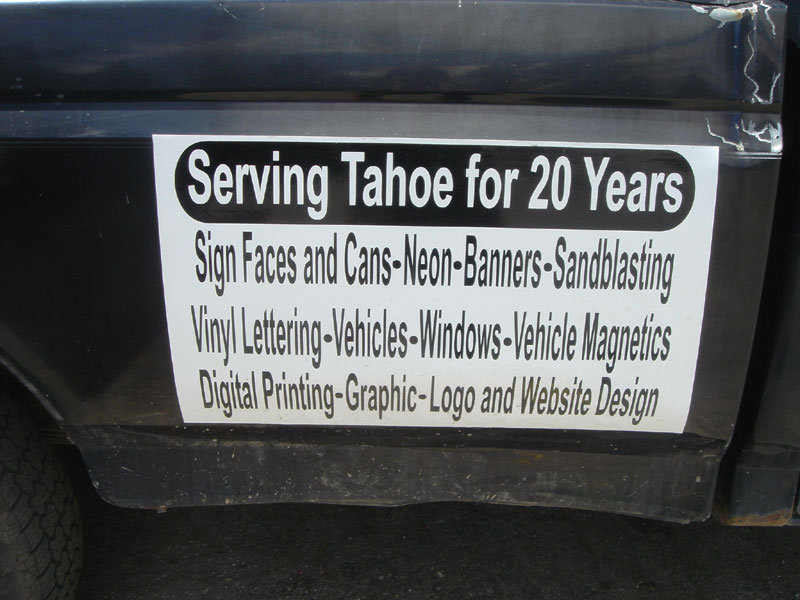 Serving Tahoe for 20 Years
Sign Faces and Cans-Neon-Banners-Sandblasting
Vinyl Lettering-Vehicles-Windows-Vehicle Magnetics
Digital Printing-Graphic-Logo and Website Design